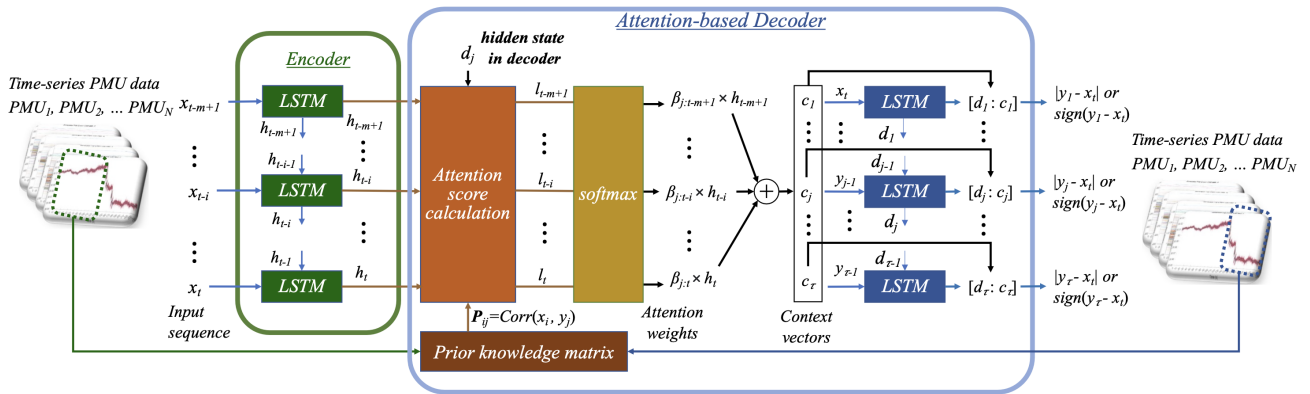 Attention-based Decoder
Encoder
hidden state
in decoder
d_j
Time-series PMU data
PMU_1, PMU_2, ... PMU_N
x_{t-m+1}
LSTM
h_{t-m+1}
h_{t-m+1}
x_{t-i}
h_{t-i-1}
LSTM
h_{t-i}
h_{t-i}
x_t
h_{t-1}
LSTM
h_t
Input
sequence
Attention
score
calculation
l_{t-m+1}
l_{t-i}
l_t
softmax
β_{j:t-m+1} × h_{t-m+1}
β_{j:t-i} × h_{t-i}
β_{j:t} × h_t
Attention
weights
P_{ij}=Corr(x_i, y_j)
Prior knowledge matrix
+
c_1
c_j
c_τ
Context
vectors
x_t
LSTM
d_1
[d_1 : c_1]
|y_1 - x_t| or
sign(y_1 - x_t)
d_{j-1}
y_{j-1}
LSTM
d_j
[d_j : c_j]
|y_j - x_t| or
sign(y_j - x_t)
d_{τ-1}
y_{τ-1}
LSTM
[d_τ : c_τ]
|y_τ - x_t| or
sign(y_τ - x_t)
Time-series PMU data
PMU_1, PMU_2, ... PMU_N